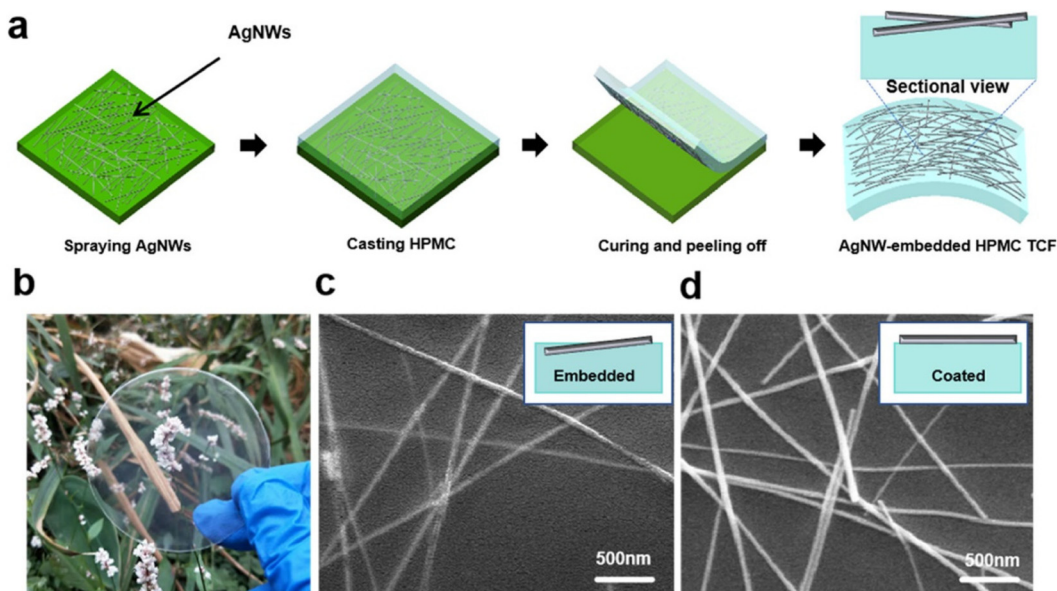 a
AgNWs
Sectional view
Spraying AgNWs
Casting HPMC
Curing and peeling off
AgNW-embedded HPMC TCF
b
c
d
Embedded
Coated
500nm
500nm